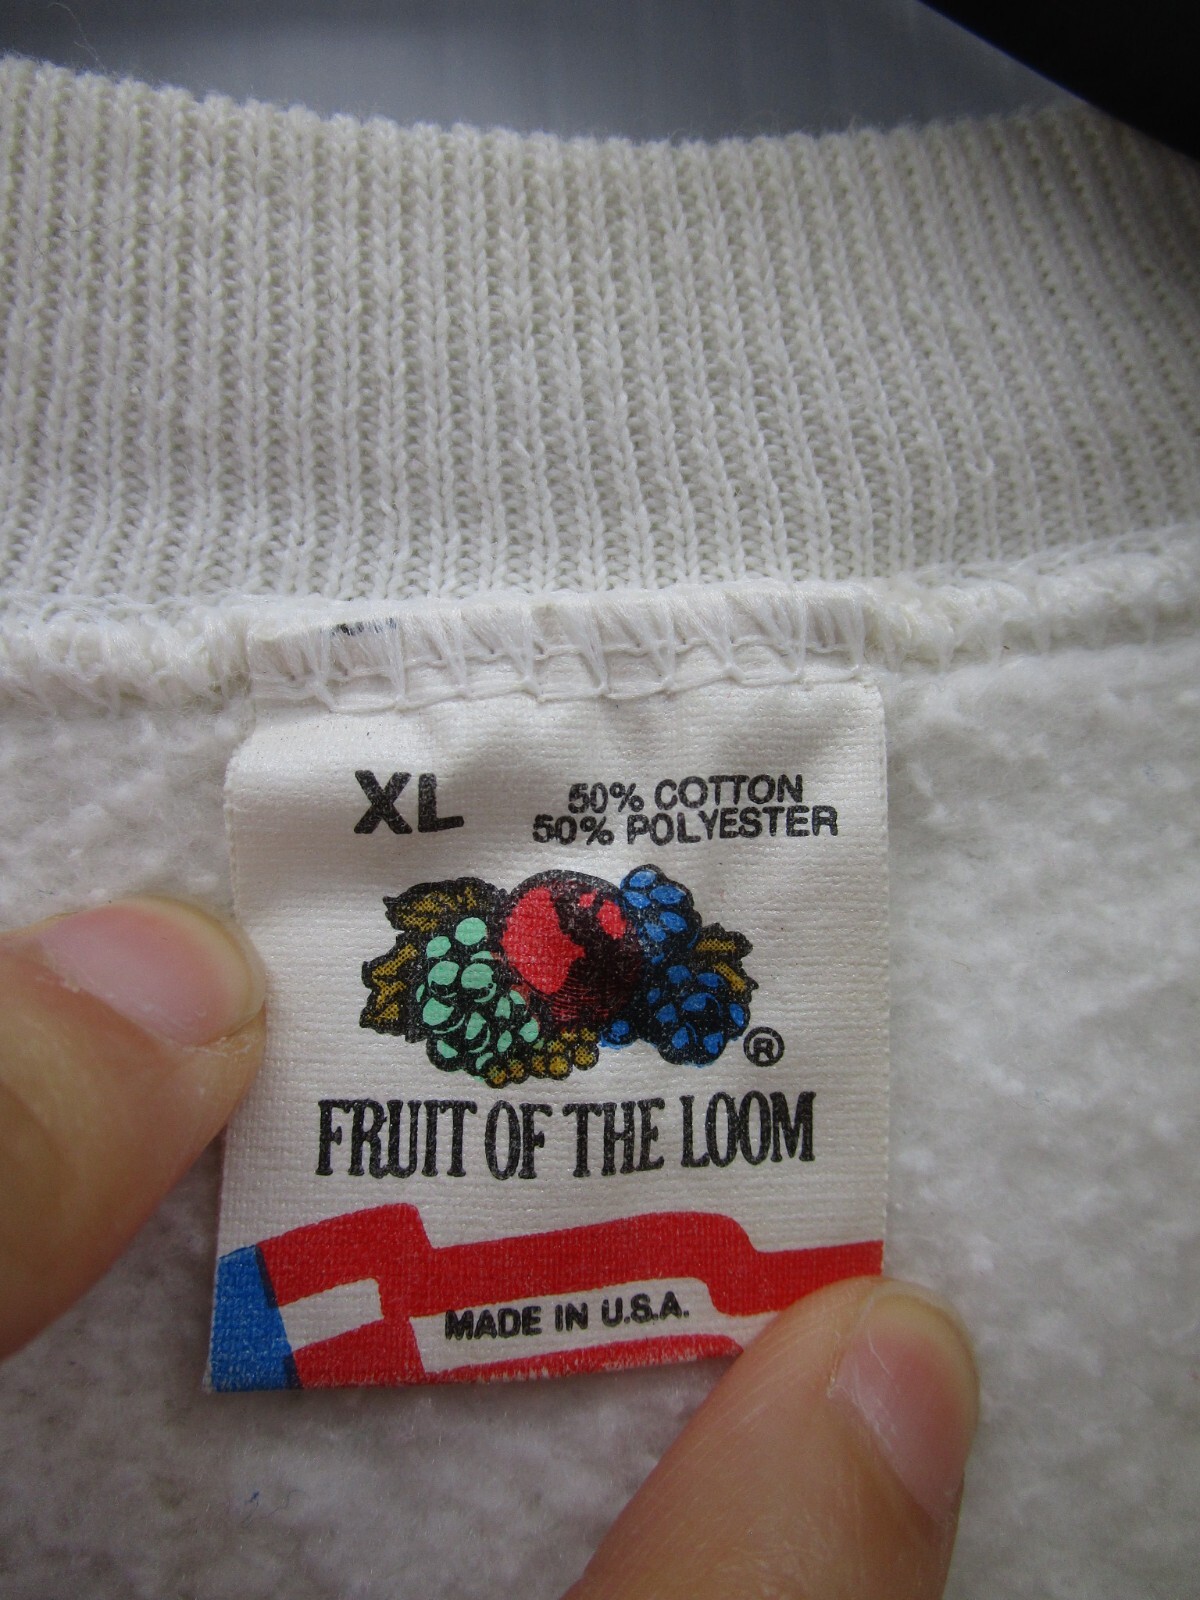 XL
50% COTTON
50% POLYESTER
®
FRUIT OF THE LOOM
MADE IN U.S.A.